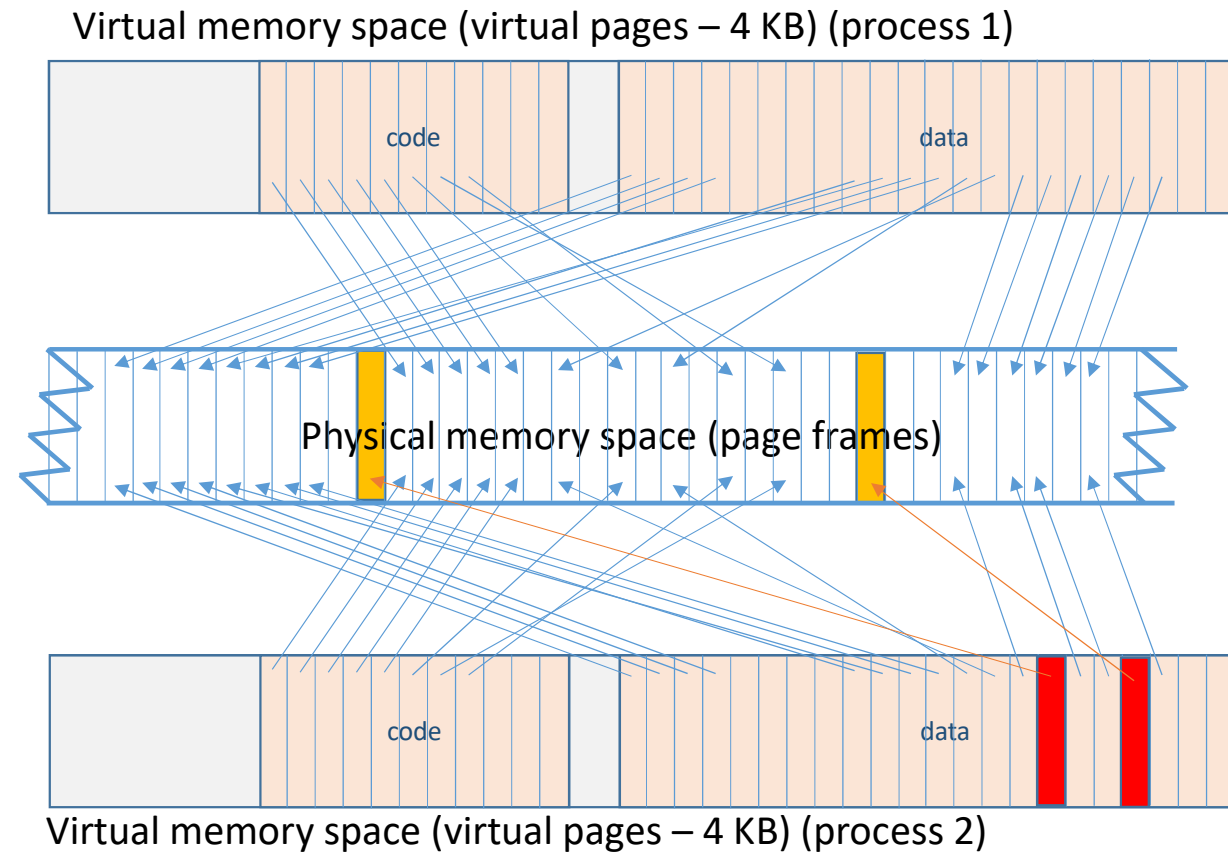 Virtual memory space (virtual pages – 4 KB) (process 1)
code
data
Physical memory space (page frames)
code
data
Virtual memory space (virtual pages – 4 KB) (process 2)